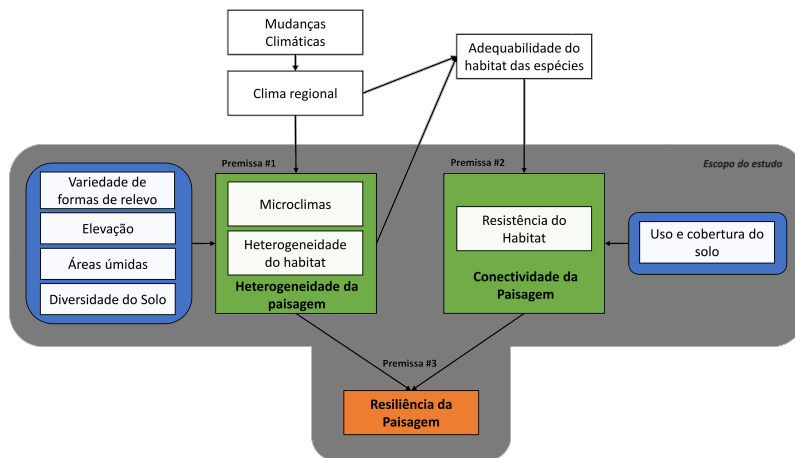 Mudanças
Climáticas
Adequabilidade do
habitat das espécies
Clima regional
Premissa #1
Premissa #2
Escopo do estudo
Variedade de
formas de relevo
Elevação
Áreas úmidas
Diversidade do Solo
Microclimas
Heterogeneidade
do habitat
Heterogeneidade da
paisagem
Resistência do
Habitat
Conectividade da
Paisagem
Uso e cobertura do
solo
Premissa #3
Resiliência da
Paisagem